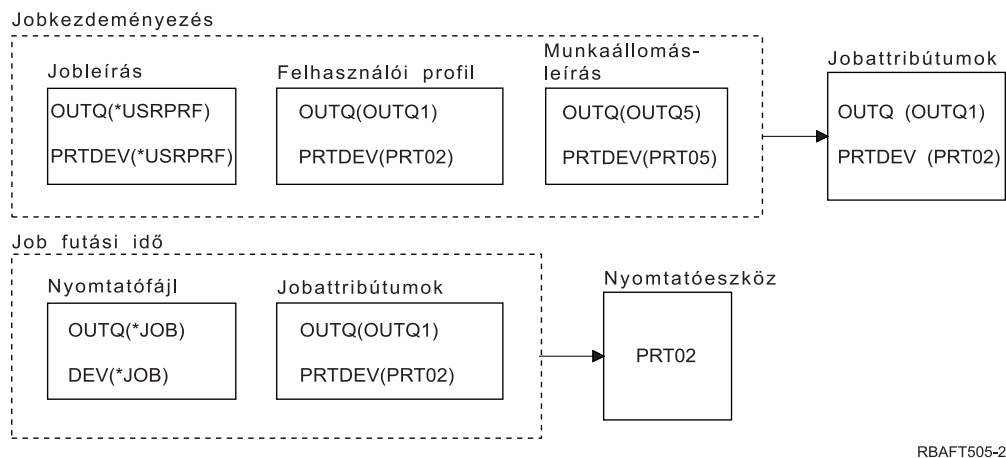 Jobkezdeményezés
Jobleírás
OUTQ(*USRPRF)
PRTDEV(*USRPRF)
Felhasználói profil
OUTQ(OUTQ1)
PRTDEV(PRT02)
Munkaállomás-
leírás
OUTQ(OUTQ5)
PRTDEV(PRT05)
Jobattribútumok
OUTQ (OUTQ1)
PRTDEV (PRT02)
Job futási idő
Nyomtatófájl
OUTQ(*JOB)
DEV(*JOB)
Jobattribútumok
OUTQ(OUTQ1)
PRTDEV(PRT02)
Nyomtatóeszköz
PRT02
RBAFT505-2